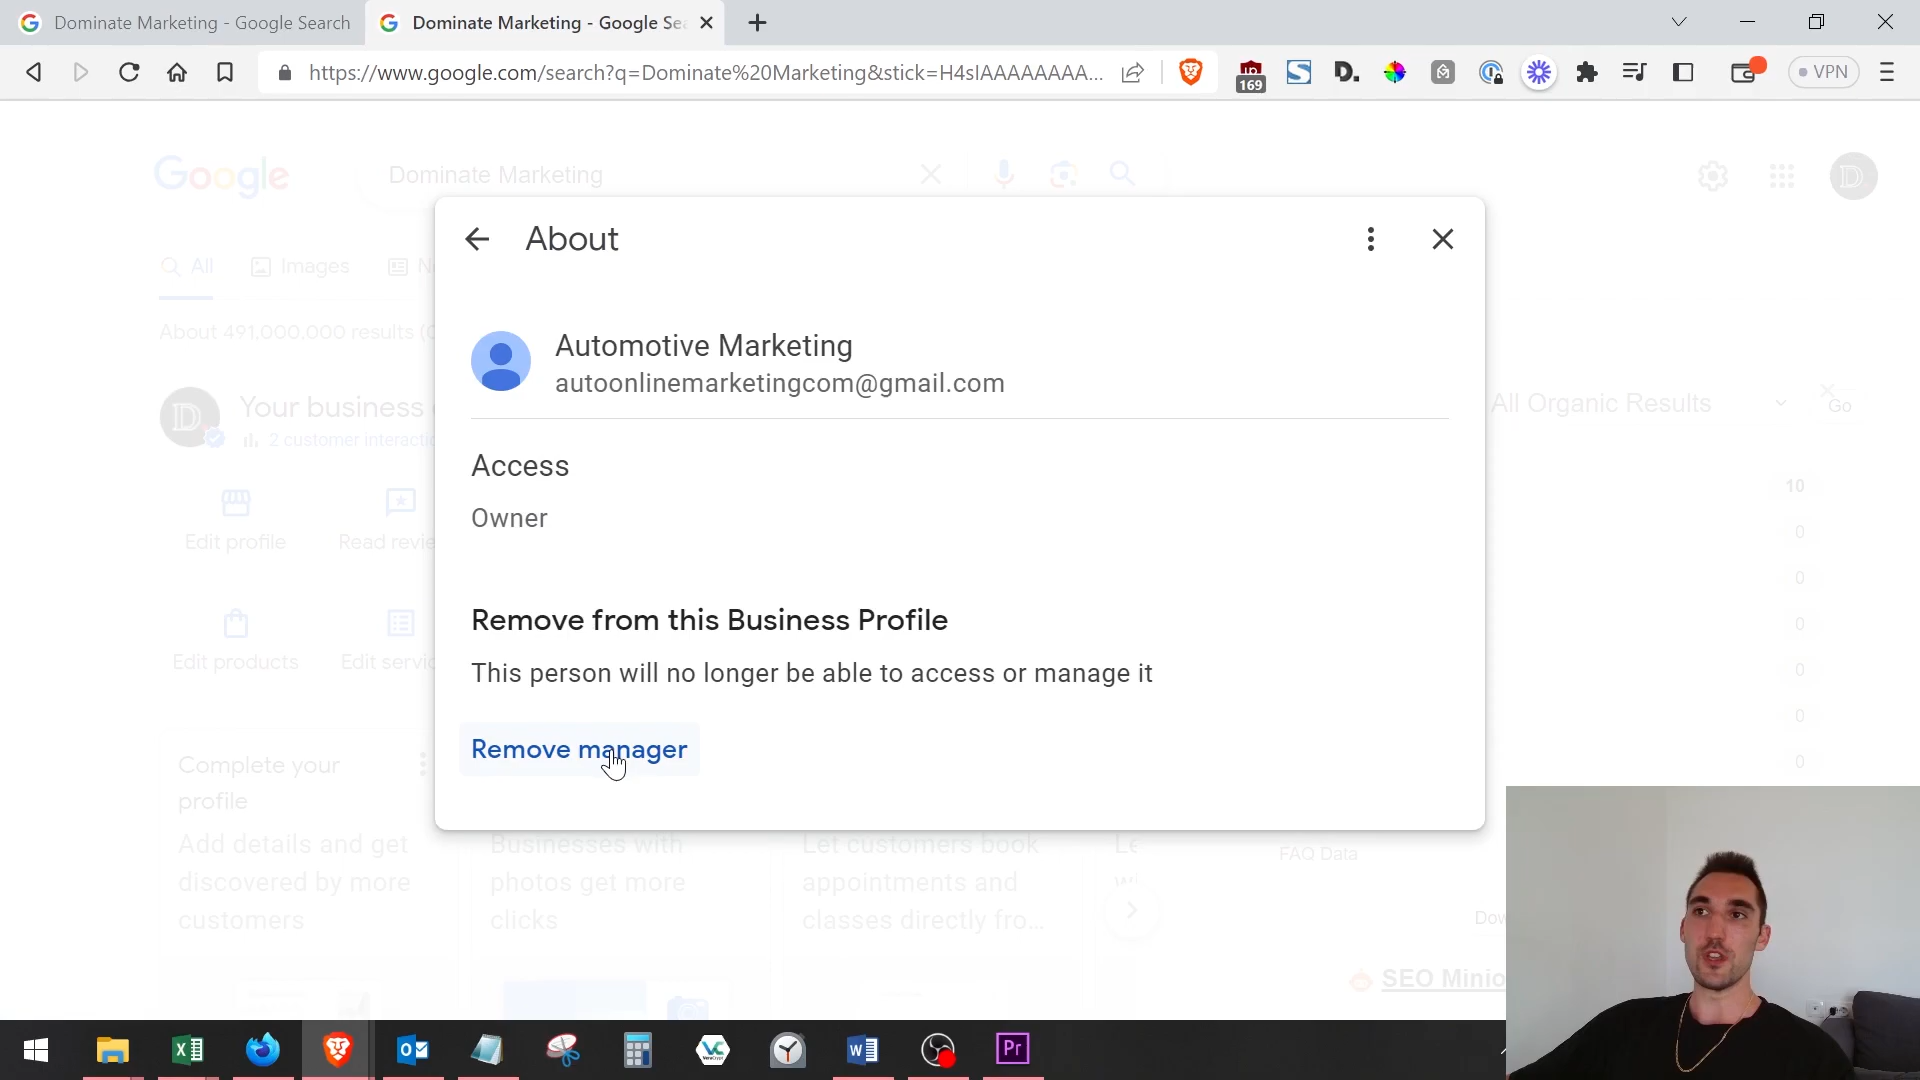 Dominate Marketing - Google Search
Dominate Marketing - Google Se
https://www.google.com/search?q=Dominate%20Marketing&stick=H4sIAAAAAAAA...
169
VPN
Google
Dominate Marketing
All
Images
About 491,000,000 results
Your business
2 customer interactio
Edit profile
Read revie
Edit products
Edit servic
Complete your
profile
Add details and get
discovered by more
customers
Businesses with
photos get more
clicks
Let customers book
appointments and
classes directly fro...
About
Automotive Marketing
autoonlinemarketingcom@gmail.com
Access
Owner
Remove from this Business Profile
This person will no longer be able to access or manage it
Remove manager
All Organic Results
Go
10
0
0
0
0
0
0
FAQ Data
Dow
SEO Minio
Pr